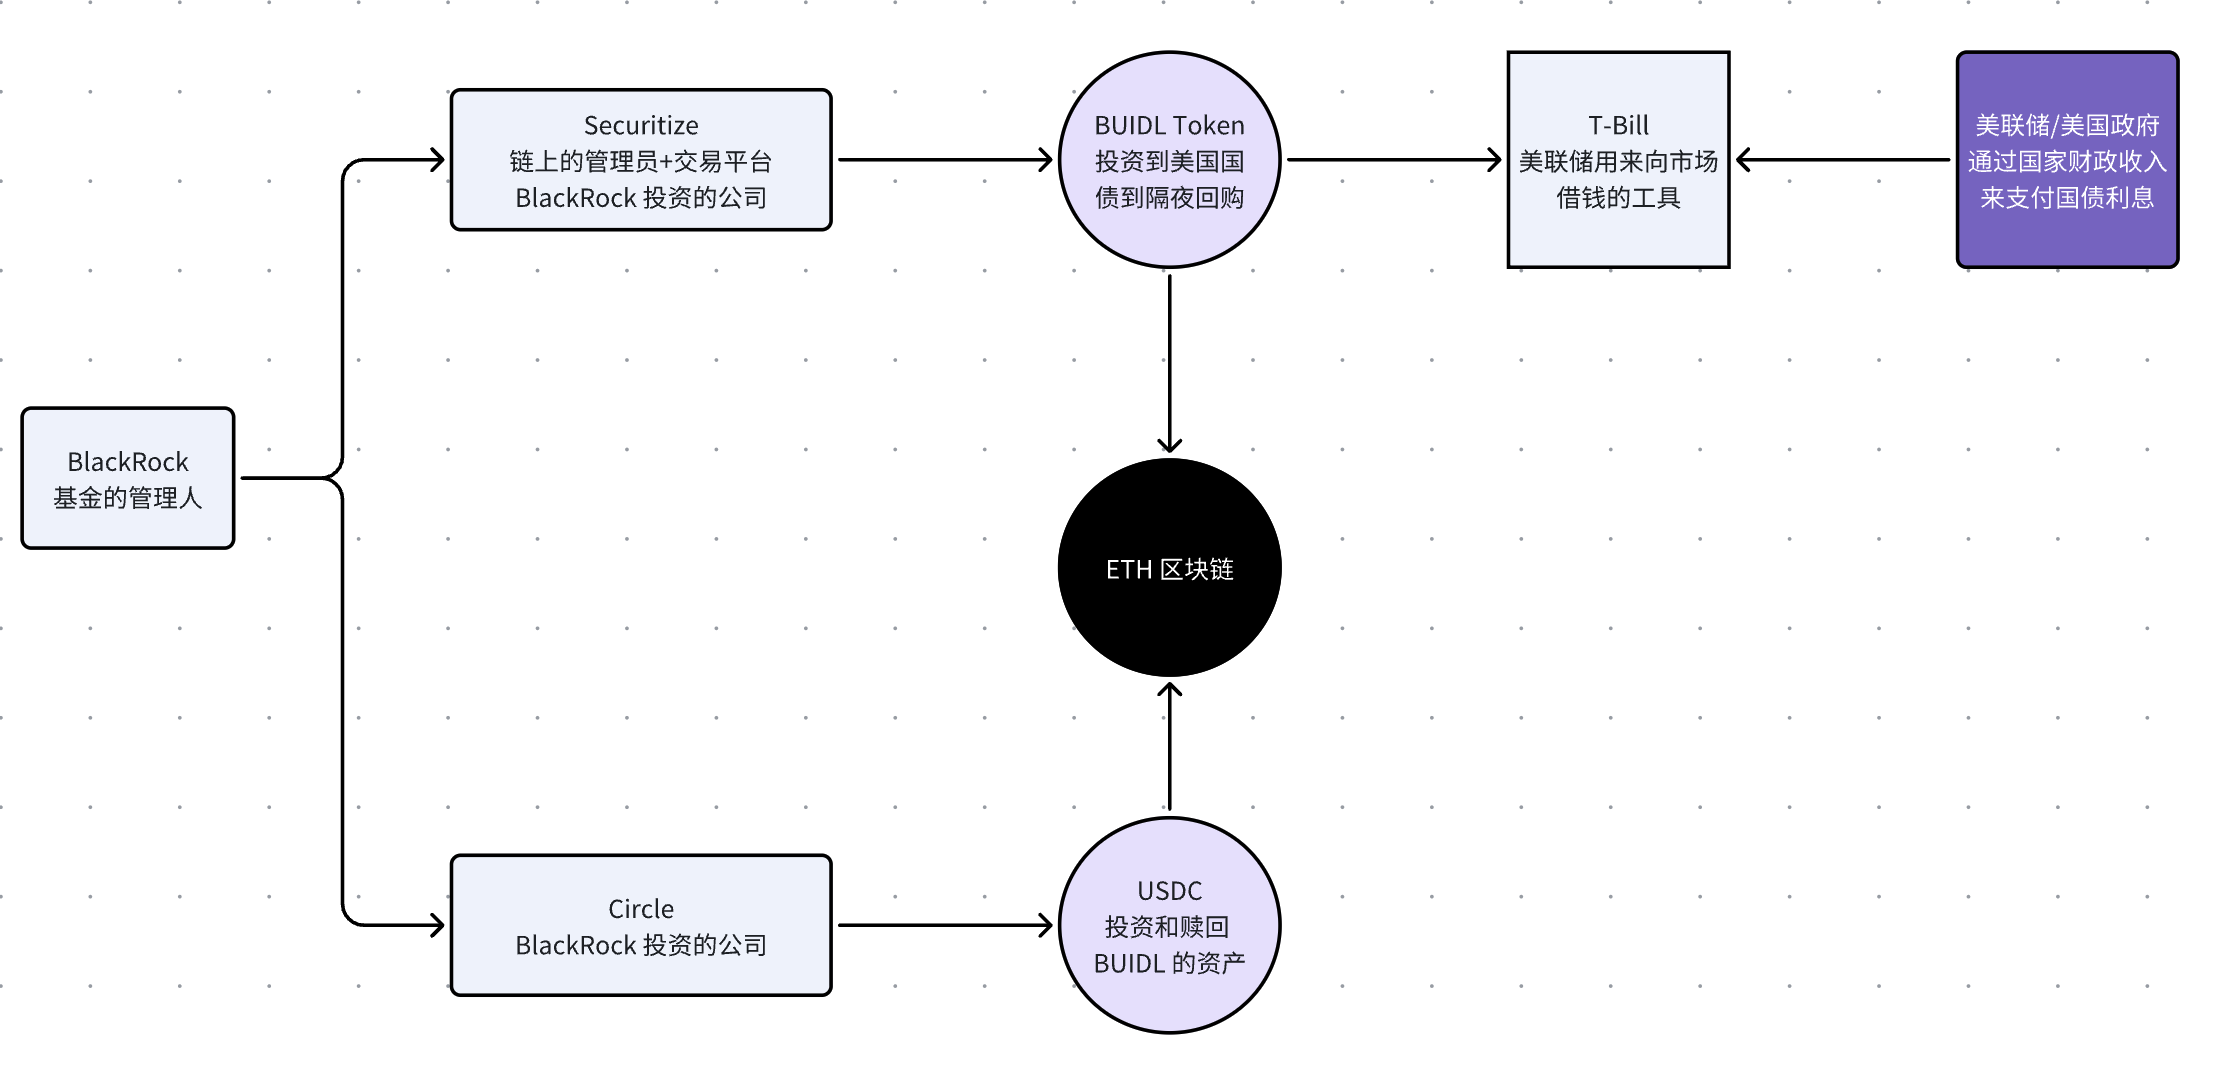 Securitize
链上的管理员+交易平台
BlackRock 投资的公司
BUIDL Token
投资到美国国
债到隔夜回购
T-Bill
美联储用来向市场
借钱的工具
美联储/美国政府
通过国家财政收入
来支付国债利息
BlackRock
基金的管理人
ETH 区块链
Circle
BlackRock 投资的公司
USDC
投资和赎回
BUIDL 的资产